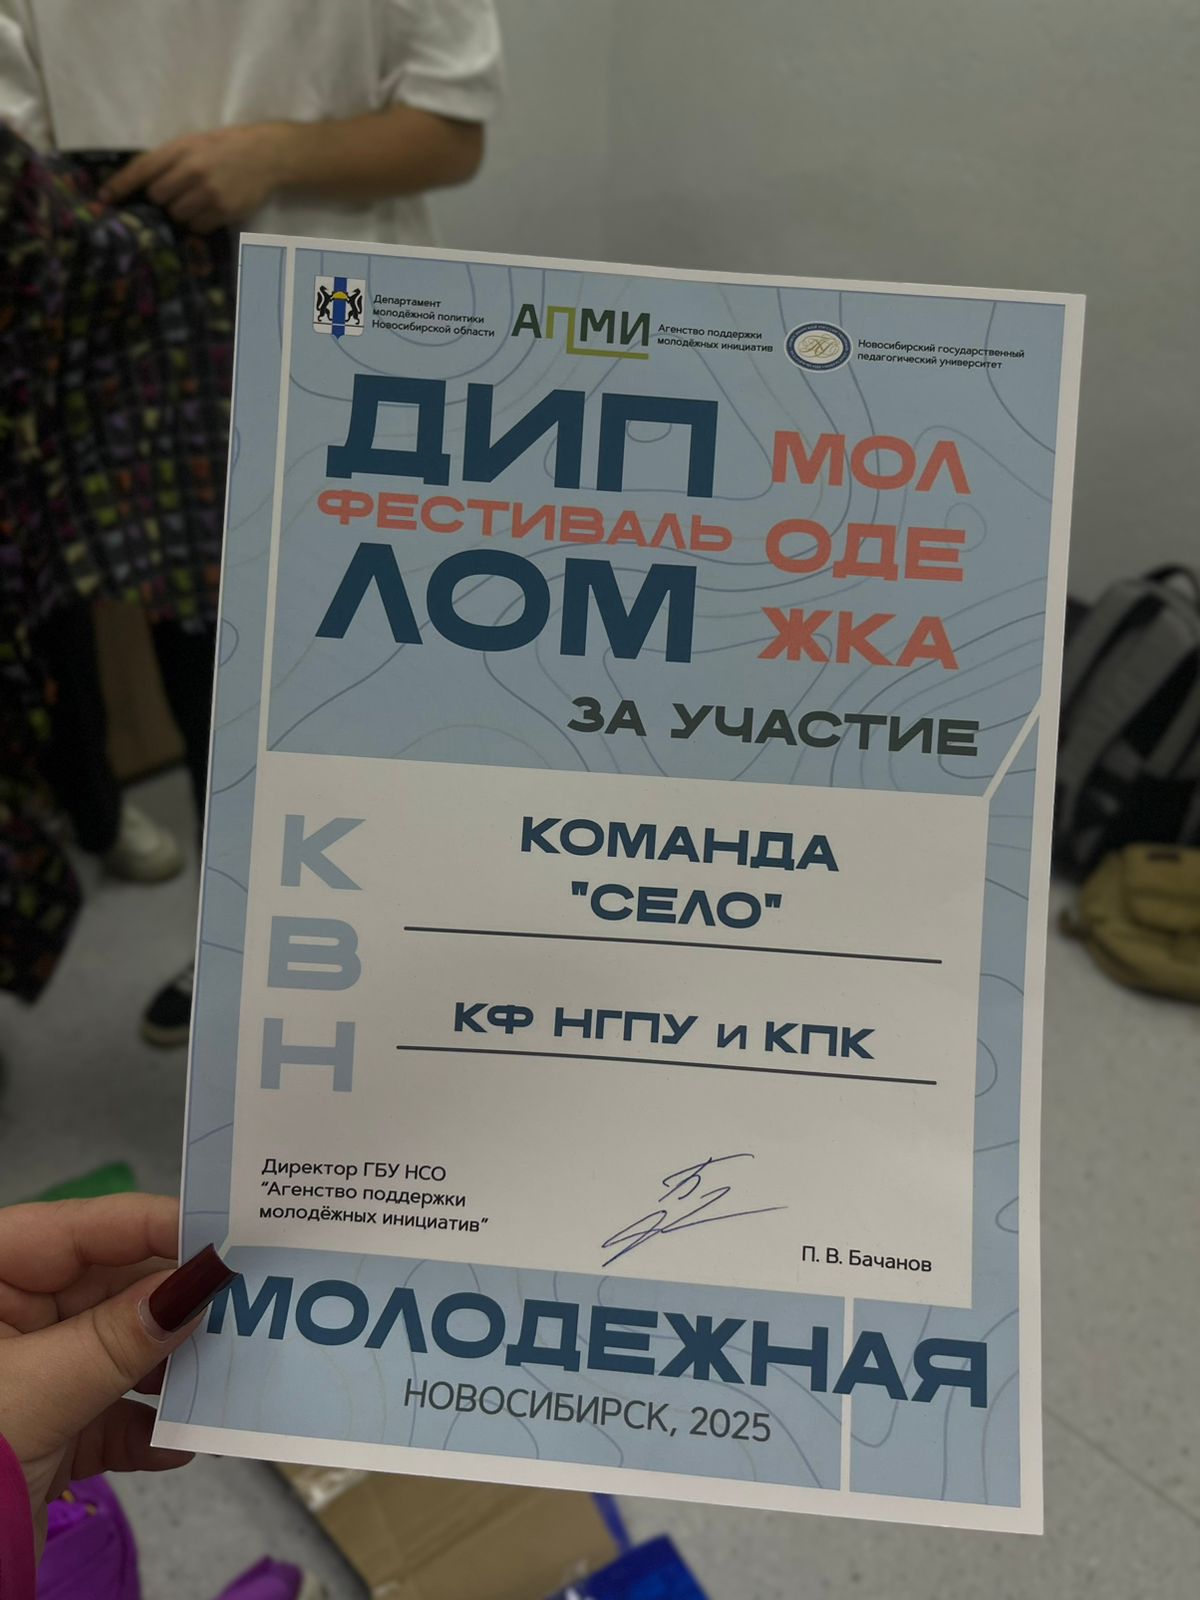 Департамент
молодёжной политики
Новосибирской области
АПМИ
Агенство поддержки
молодёжных инициатив
Новосибирский государственный
педагогический университет
ДИП
ФЕСТИВАЛЬ
ЛОМ
МОЛ
ОДЕ
ЖКА
ЗА УЧАСТИЕ
К
В
Н
КОМАНДА
"СЕЛО"
КФ НГПУ и КПК
Директор ГБУ НСО
“Агенство поддержки
молодёжных инициатив”
П. В. Бачанов
МОЛОДЕЖНАЯ
НОВОСИБИРСК, 2025